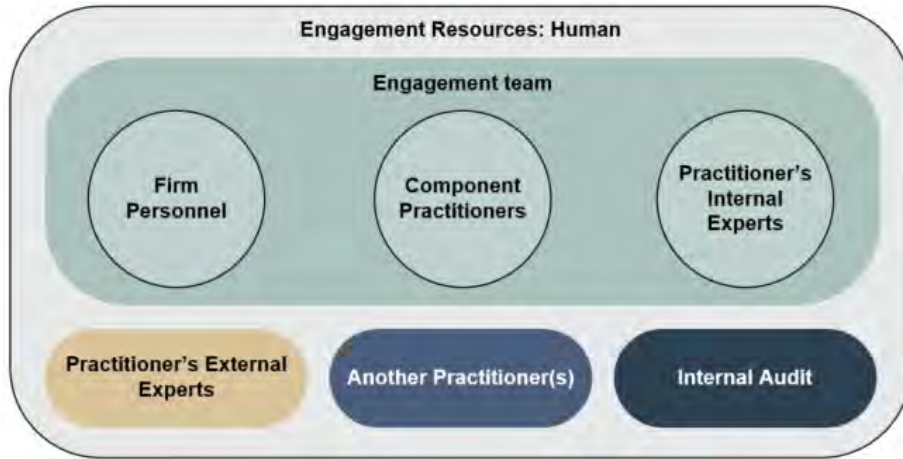 Engagement Resources: Human
Engagement team
Firm
Personnel
Component
Practitioners
Practitioner's
Internal
Experts
Practitioner's External
Experts
Another Practitioner(s)
Internal Audit